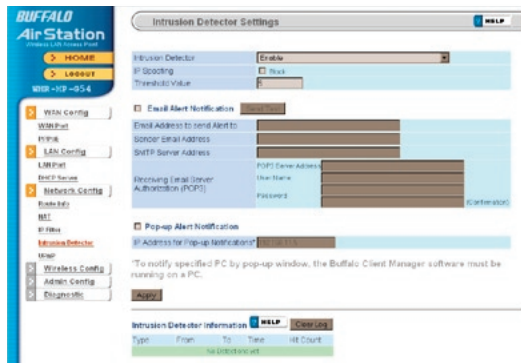 BUFFALO
AirStation
Wireless LAN Access Point
HOME
LOGOUT
WAN Config
WAN Port
PPPoE
LAN Config
LAN Port
DHCP Server
Network Config
Route Info
NAT
IP Filter
Intrusion Detector
UPnP
Wireless Config
Admin Config
Diagnostic
Intrusion Detector Settings
HELP
Intrusion Detector Enable
IP Spoofing Block
Threshold Value 5
Email Alert Notification Send Test
Email Address to send Alert to
Sender Email Address
SMTP Server Address
Receiving Email Server Authorization (POP3)
POP3 Server Address
User Name
Password
(Confirmation)
Pop-up Alert Notification
IP Address for Pop-up Notifications*
*To notify specified PC by pop-up window, the Buffalo Client Manager software must be
running on a PC.
Apply
Intrusion Detector Information HELP Clear Log
Type From To Time Hit Count
No Detections yet